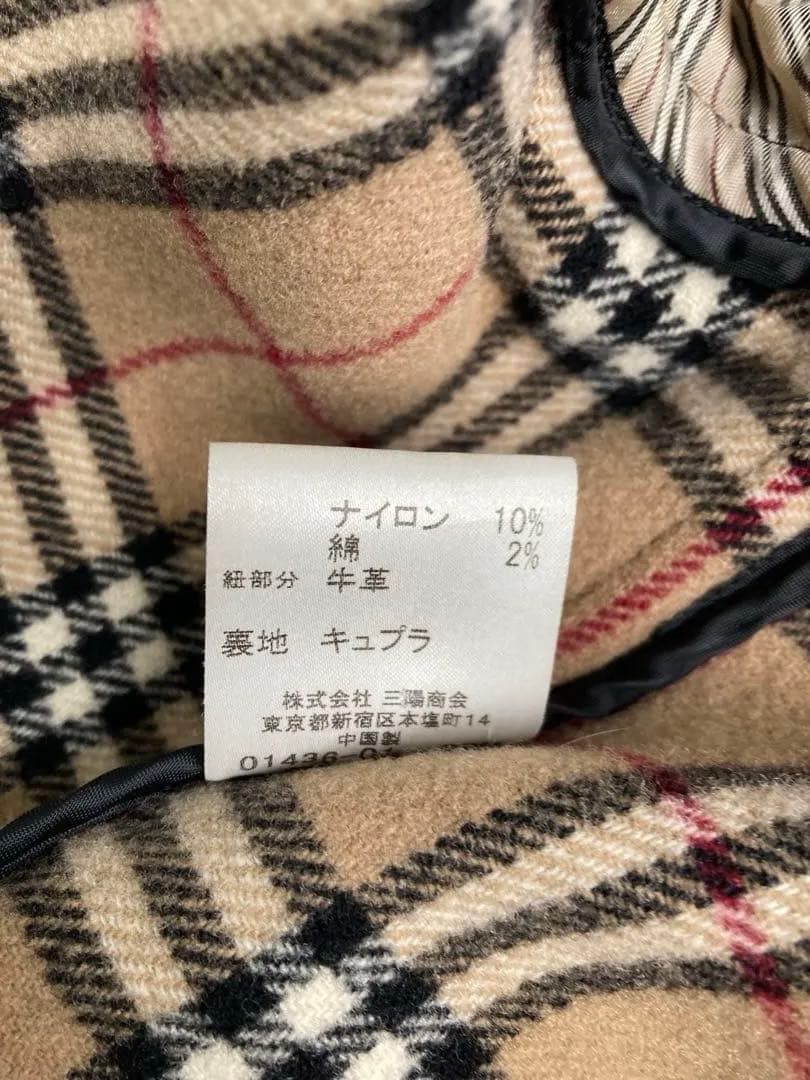 ナイロン 10%
綿 2%
紐部分 牛革
裏地 キュプラ
株式会社 三陽商会
東京都新宿区本塩町14
中国製
01436-